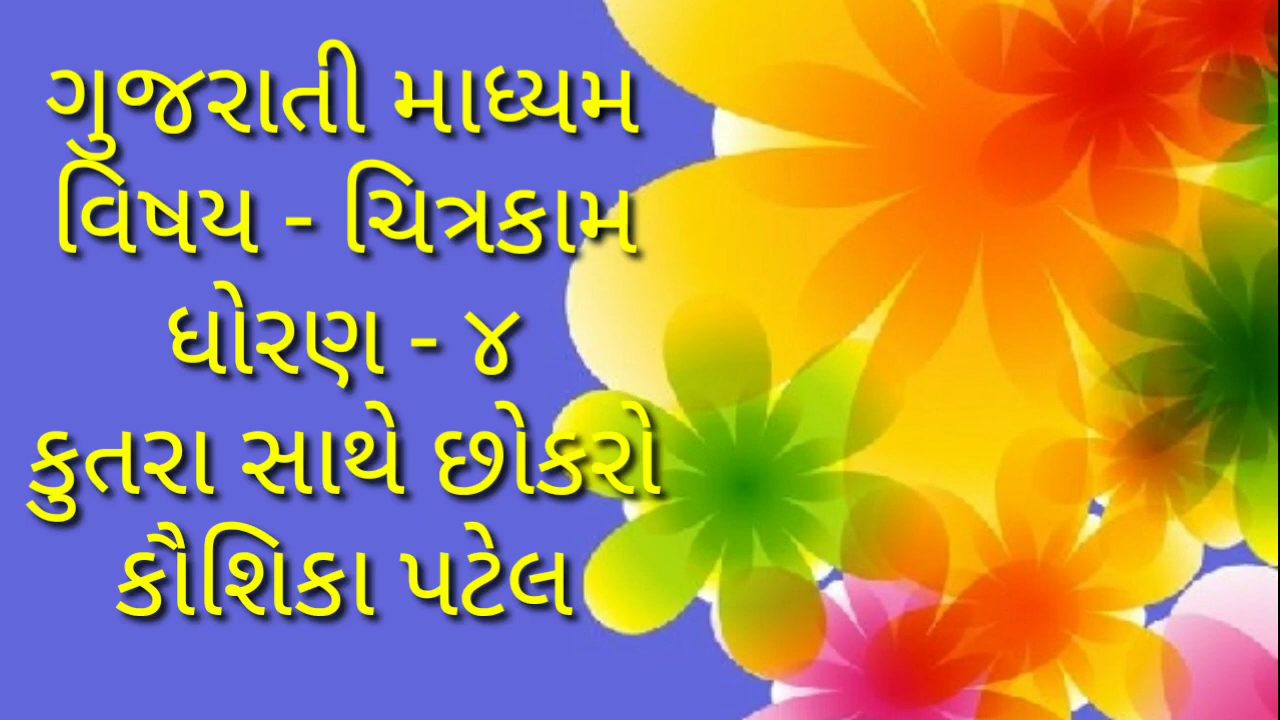 ગુજરાતી માધ્યમ
વિષય - ચિત્રકામ
ધોરણ - ૪
કુતરા સાથે છોકરો
કૌશિકા પટેલ